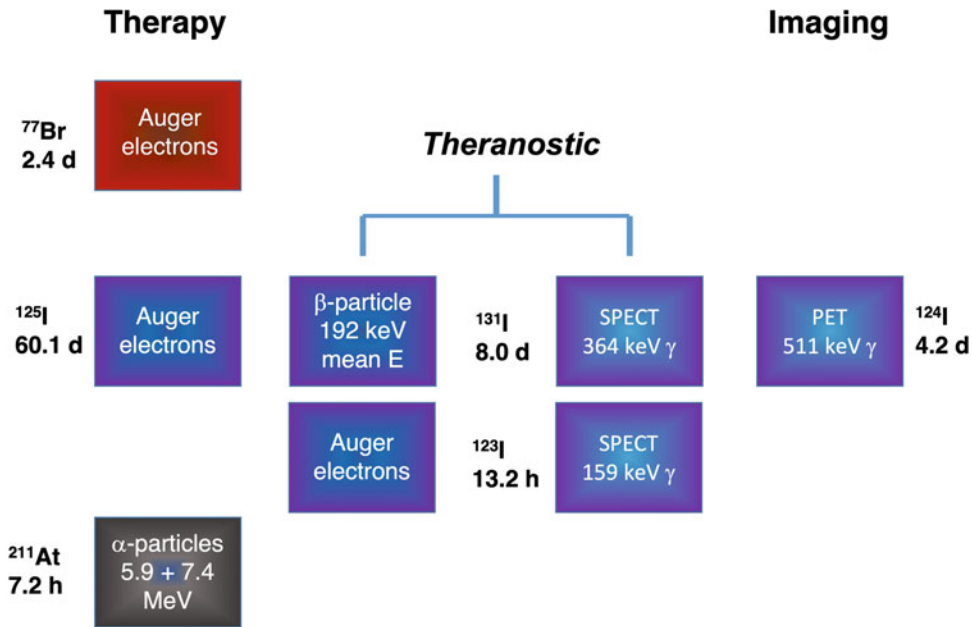 Therapy
Imaging
⁷⁷Br
2.4 d
Auger
electrons
Theranostic
¹²⁵I
60.1 d
Auger
electrons
β-particle
192 keV
mean E
¹³¹I
8.0 d
SPECT
364 keV γ
PET
511 keV γ
¹²⁴I
4.2 d
Auger
electrons
¹²³I
13.2 h
SPECT
159 keV γ
²¹¹At
7.2 h
α-particles
5.9 + 7.4
MeV